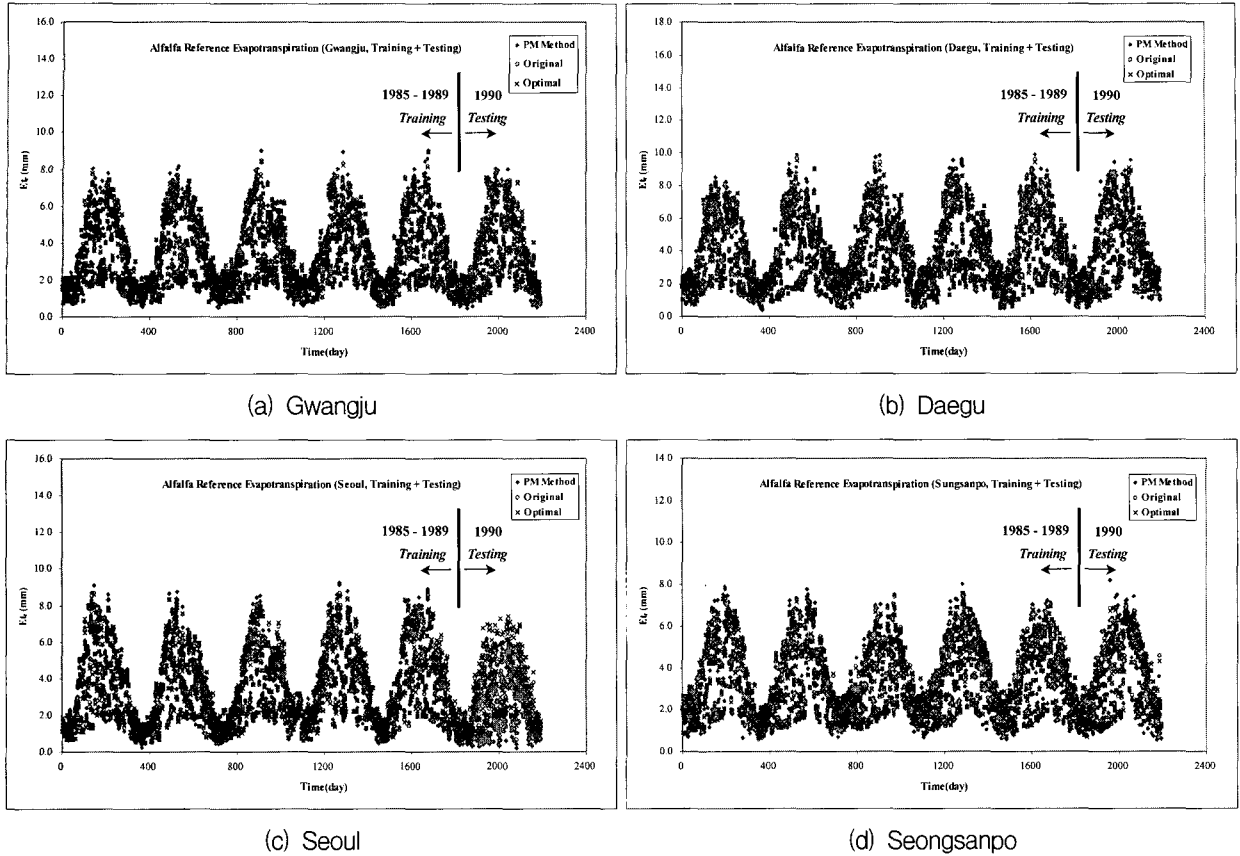 Alfalfa Reference Evapotranspiration (Gwangju, Training + Testing)
PM Method
Original
Optimal
1985 - 1989
1990
Training
Testing
16.0
14.0
12.0
10.0
8.0
6.0
4.0
2.0
0.0
0
400
800
1200
1600
2000
2400
(mm)
Time(day)
(a) Gwangju
Alfalfa Reference Evapotranspiration (Daegu, Training + Testing)
PM Method
Original
Optimal
1985 - 1989
1990
Training
Testing
18.0
16.0
14.0
12.0
10.0
8.0
6.0
4.0
2.0
0.0
0
400
800
1200
1600
2000
2400
(mm)
Time(day)
(b) Daegu
Alfalfa Reference Evapotranspiration (Seoul, Training + Testing)
PM Method
Original
Optimal
1985 - 1989
1990
Training
Testing
16.0
14.0
12.0
10.0
8.0
6.0
4.0
2.0
0.0
0
400
800
1200
1600
2000
2400
(mm)
Time(day)
(c) Seoul
Alfalfa Reference Evapotranspiration (Sungsanpo, Training + Testing)
PM Method
Original
Optimal
1985 - 1989
1990
Training
Testing
14.0
12.0
10.0
8.0
6.0
4.0
2.0
0.0
0
400
800
1200
1600
2000
2400
(mm)
Time(day)
(d) Seongsanpo